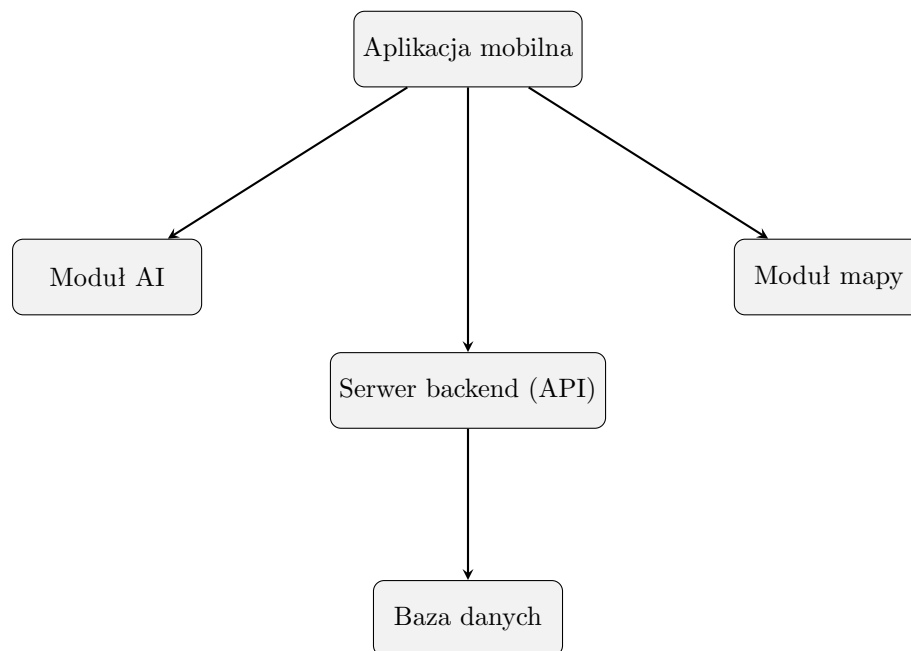 Aplikacja mobilna
Moduł AI
Moduł mapy
Serwer backend (API)
Baza danych